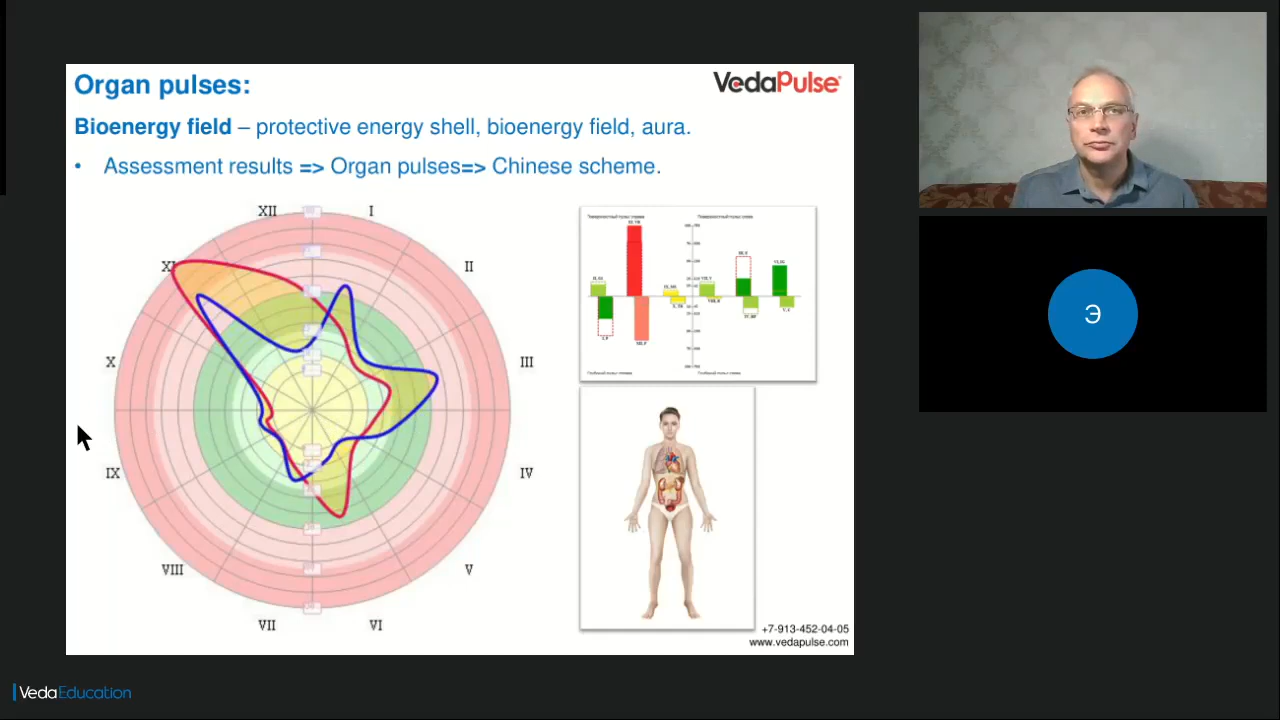 Organ pulses:
VedaPulse
Bioenergy field – protective energy shell, bioenergy field, aura.
• Assessment results => Organ pulses=> Chinese scheme.
XII
I
XI
II
X
III
IX
IV
VIII
V
VII
VI
Э
+7-913-452-04-05
www.vedapulse.com
VedaEducation